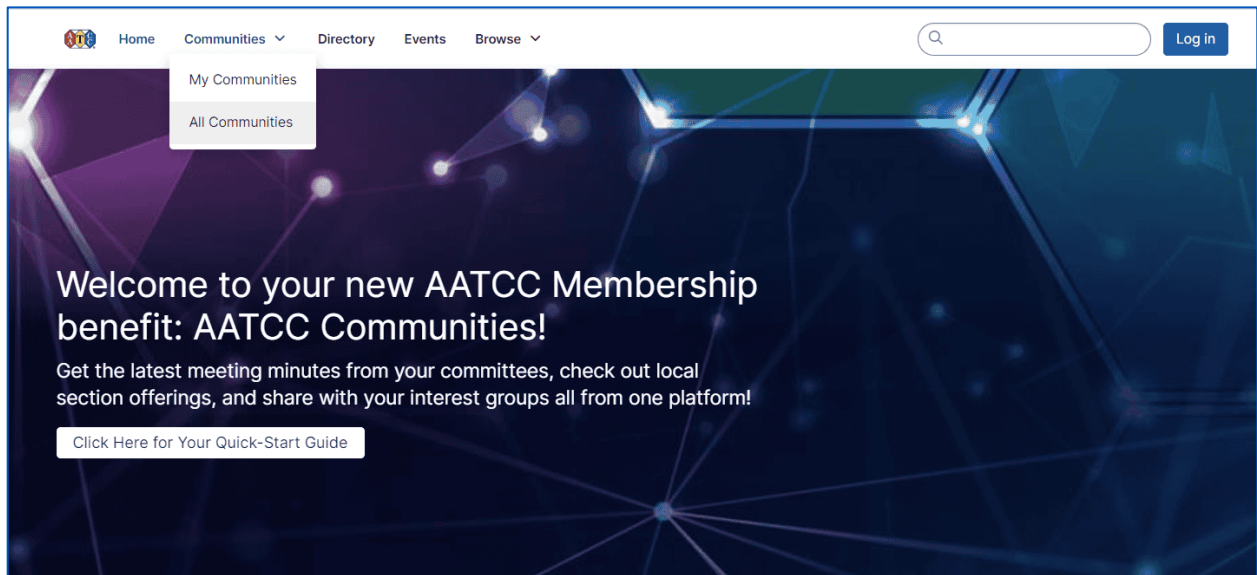 Home Communities Directory Events Browse Log in
My Communities
All Communities
Welcome to your new AATCC Membership
benefit: AATCC Communities!
Get the latest meeting minutes from your committees, check out local
section offerings, and share with your interest groups all from one platform!
Click Here for Your Quick-Start Guide